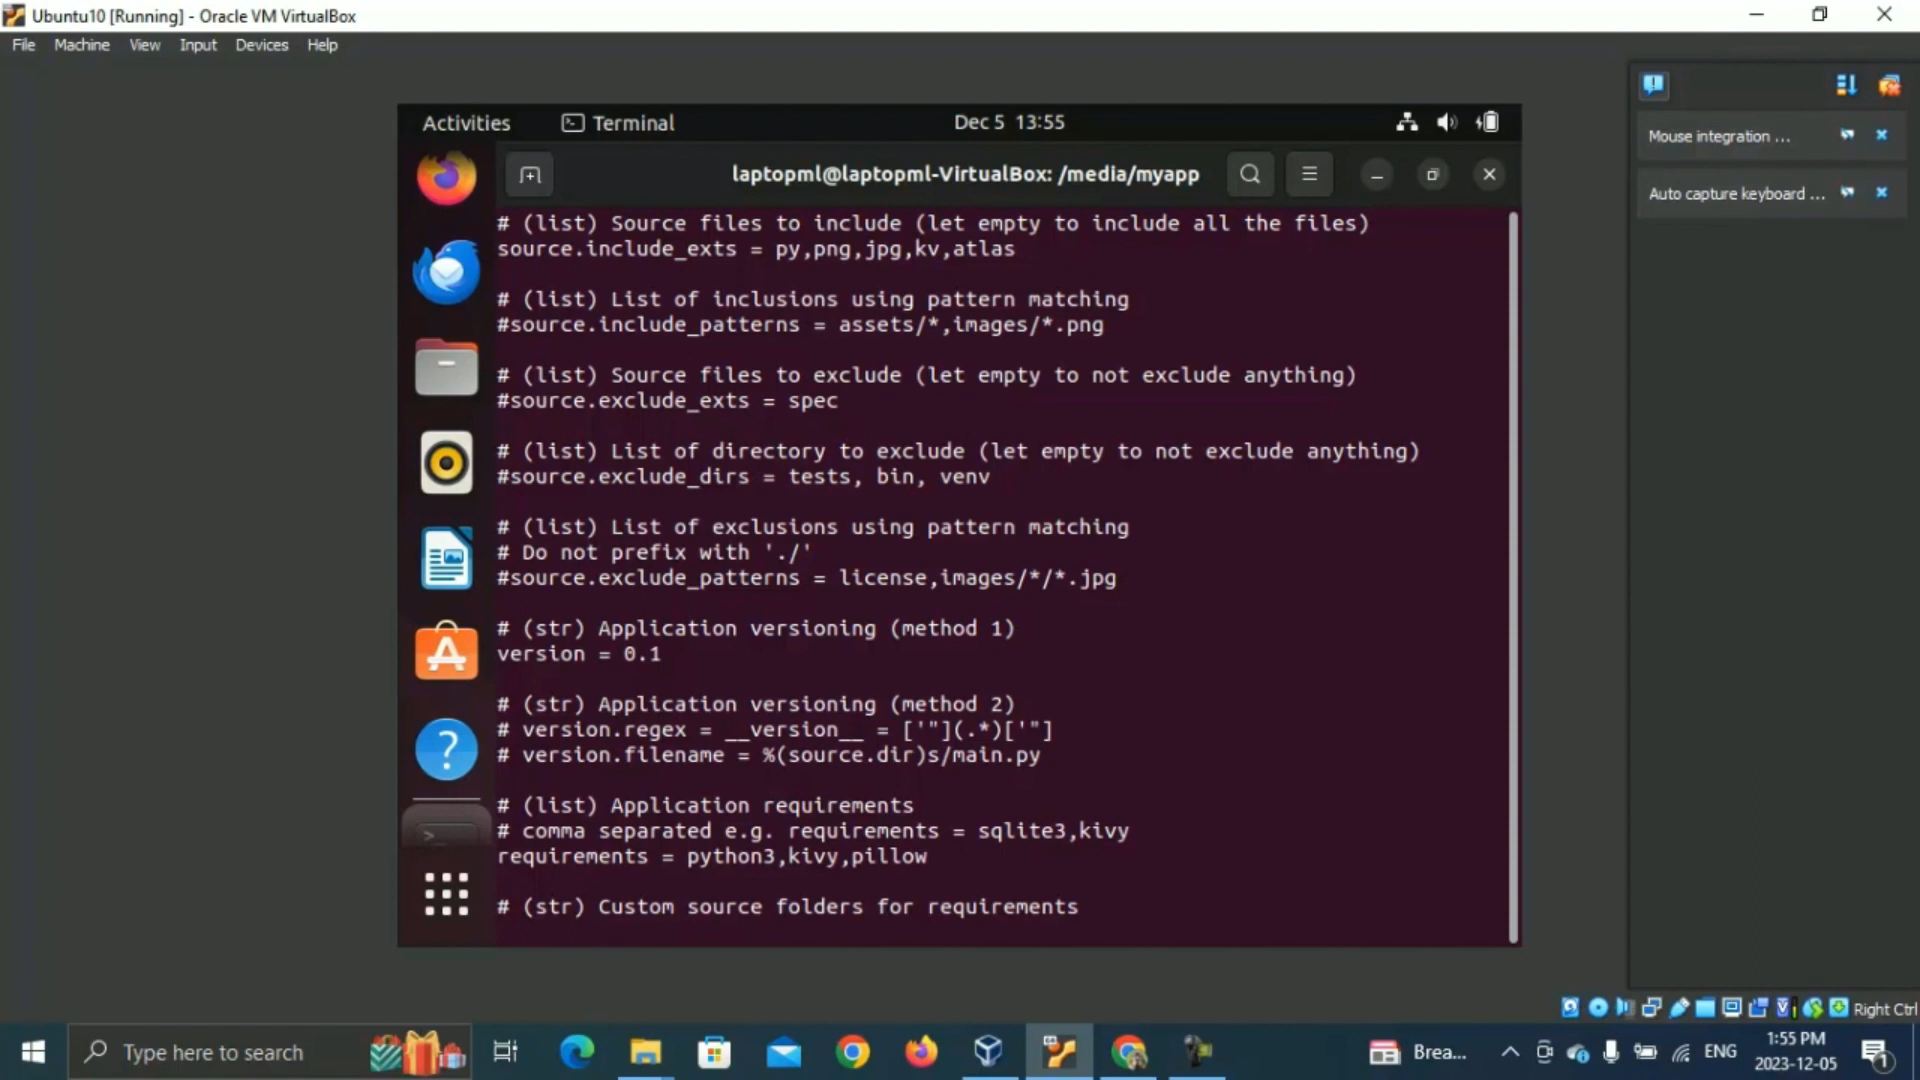 Ubuntu10 [Running] - Oracle VM VirtualBox
File Machine View Input Devices Help
Activities Terminal Dec 5 13:55
laptopml@laptopml-VirtualBox: /media/myapp
# (list) Source files to include (let empty to include all the files)
source.include_exts = py,png,jpg,kv,atlas
# (list) List of inclusions using pattern matching
#source.include_patterns = assets/*,images/*.png
# (list) Source files to exclude (let empty to not exclude anything)
#source.exclude_exts = spec
# (list) List of directory to exclude (let empty to not exclude anything)
#source.exclude_dirs = tests, bin, venv
# (list) List of exclusions using pattern matching
# Do not prefix with './'
#source.exclude_patterns = license,images/*/*.jpg
# (str) Application versioning (method 1)
version = 0.1
# (str) Application versioning (method 2)
# version.regex = __version__ = ['"](.*)['"]
# version.filename = %(source.dir)s/main.py
# (list) Application requirements
# comma separated e.g. requirements = sqlite3,kivy
requirements = python3,kivy,pillow
# (str) Custom source folders for requirements
Mouse integration ...
Auto capture keyboard ...
Right Ctrl
Type here to search
Brea...
ENG
1:55 PM
2023-12-05
1